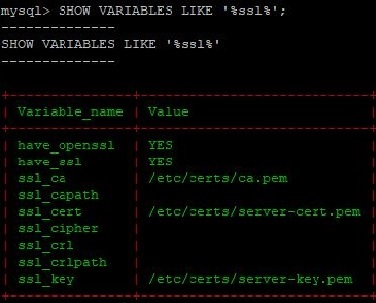 mysql> SHOW VARIABLES LIKE '%ssl%';
--------------
SHOW VARIABLES LIKE '%ssl%'
--------------
+---------------+----------------------------+
| Variable_name | Value |
+---------------+----------------------------+
| have_openssl | YES |
| have_ssl | YES |
| ssl_ca | /etc/certs/ca.pem |
| ssl_capath | |
| ssl_cert | /etc/certs/server-cert.pem |
| ssl_cipher | |
| ssl_crl | |
| ssl_crlpath | |
| ssl_key | /etc/certs/server-key.pem |
+---------------+----------------------------+